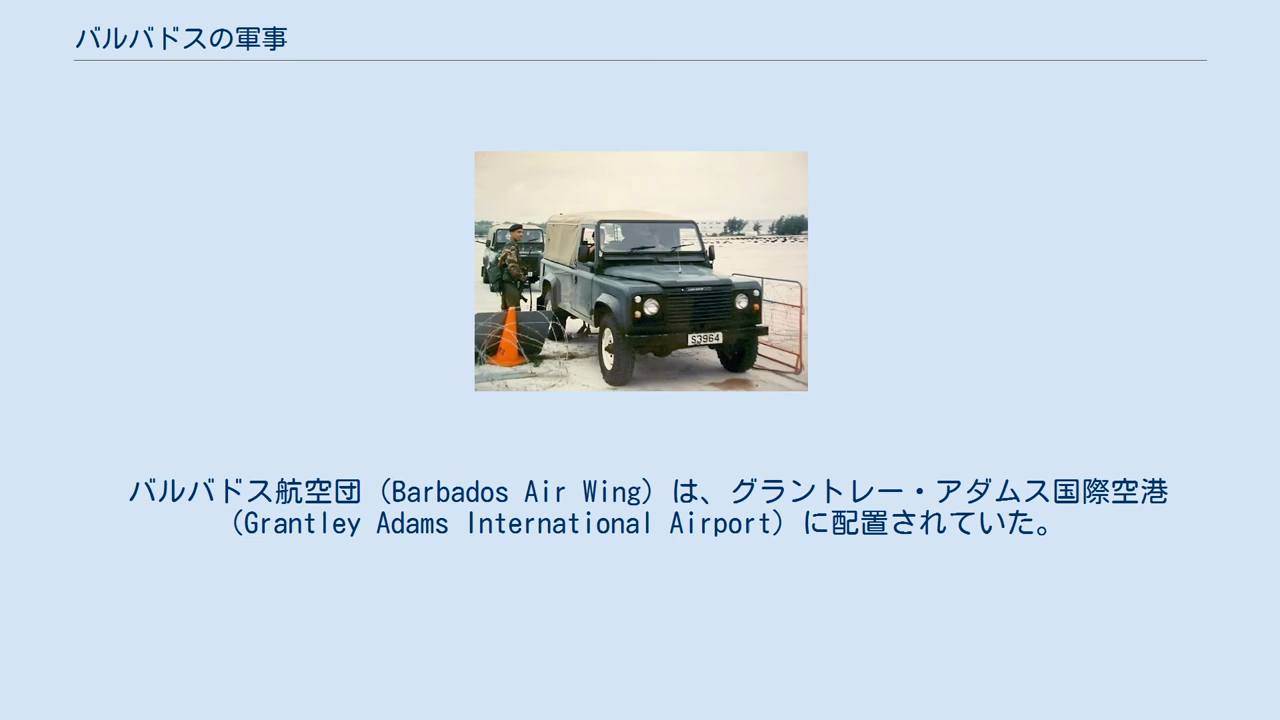 バルバドスの軍事
S3964
バルバドス航空団（Barbados Air Wing）は、グラントレー・アダムス国際空港
（Grantley Adams International Airport）に配置されていた。